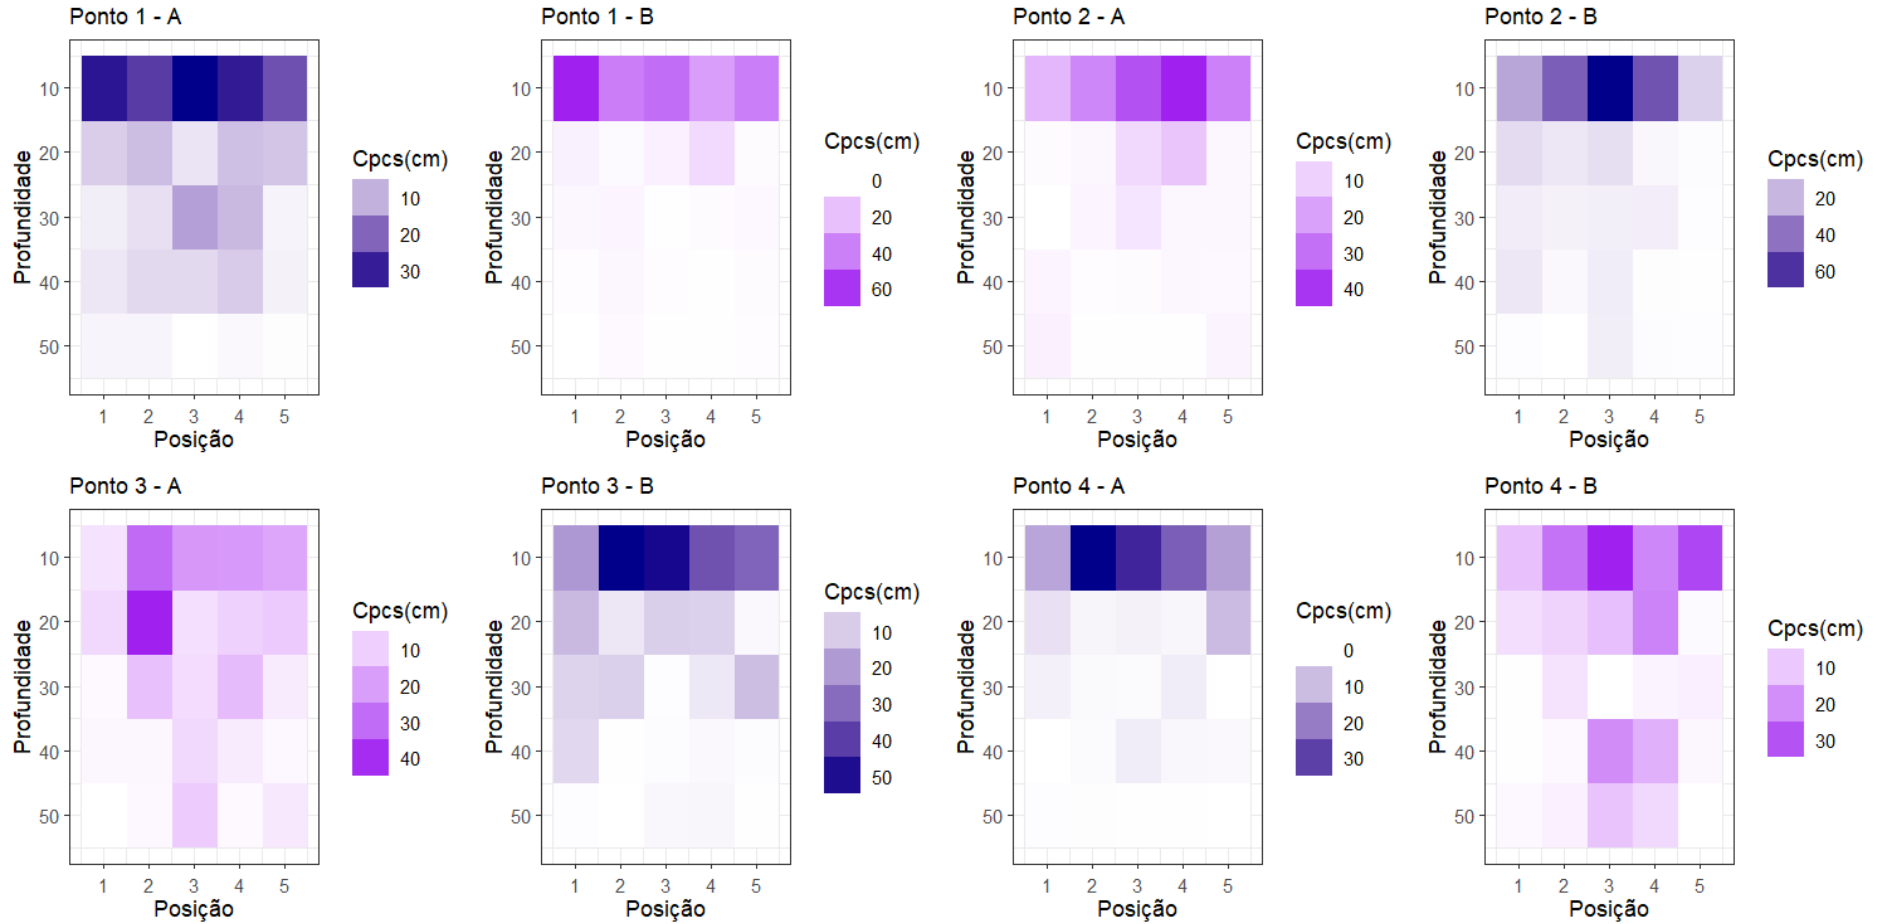 Ponto 1 - A
Profundidade
10
20
30
40
50
1 2 3 4 5
Posição
Cpcs(cm)
10
20
30
Ponto 1 - B
Profundidade
10
20
30
40
50
1 2 3 4 5
Posição
Cpcs(cm)
0
20
40
60
Ponto 2 - A
Profundidade
10
20
30
40
50
1 2 3 4 5
Posição
Cpcs(cm)
10
20
30
40
Ponto 2 - B
Profundidade
10
20
30
40
50
1 2 3 4 5
Posição
Cpcs(cm)
20
40
60
Ponto 3 - A
Profundidade
10
20
30
40
50
1 2 3 4 5
Posição
Cpcs(cm)
10
20
30
40
Ponto 3 - B
Profundidade
10
20
30
40
50
1 2 3 4 5
Posição
Cpcs(cm)
10
20
30
40
50
Ponto 4 - A
Profundidade
10
20
30
40
50
1 2 3 4 5
Posição
Cpcs(cm)
0
10
20
30
Ponto 4 - B
Profundidade
10
20
30
40
50
1 2 3 4 5
Posição
Cpcs(cm)
10
20
30